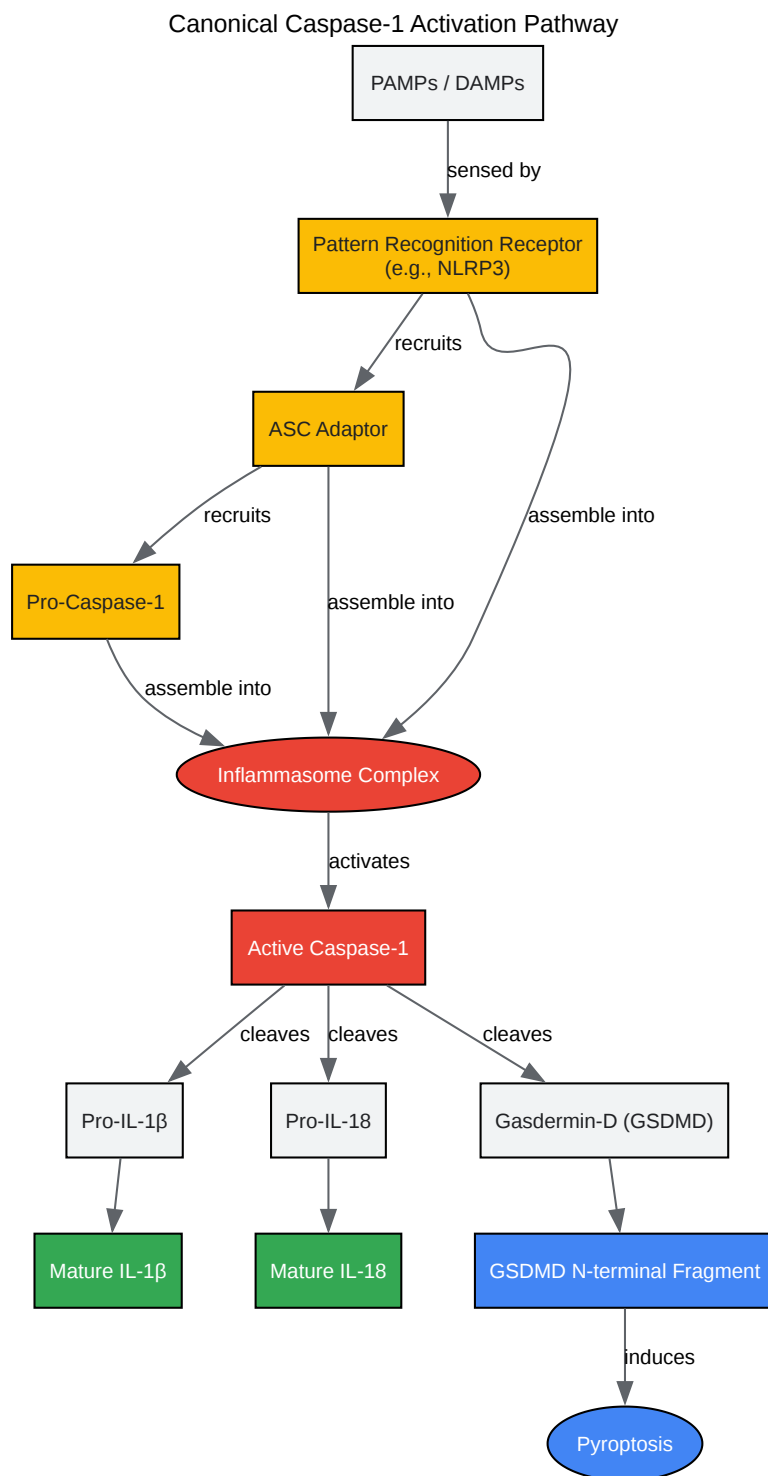 Canonical Caspase-1 Activation Pathway
PAMPs / DAMPs
sensed by
Pattern Recognition Receptor
(e.g., NLRP3)
recruits
ASC Adaptor
recruits
assemble into
Pro-Caspase-1
assemble into
assemble into
Inflammasome Complex
activates
Active Caspase-1
cleaves
cleaves
cleaves
Pro-IL-1β
Pro-IL-18
Gasdermin-D (GSDMD)
Mature IL-1β
Mature IL-18
GSDMD N-terminal Fragment
induces
Pyroptosis